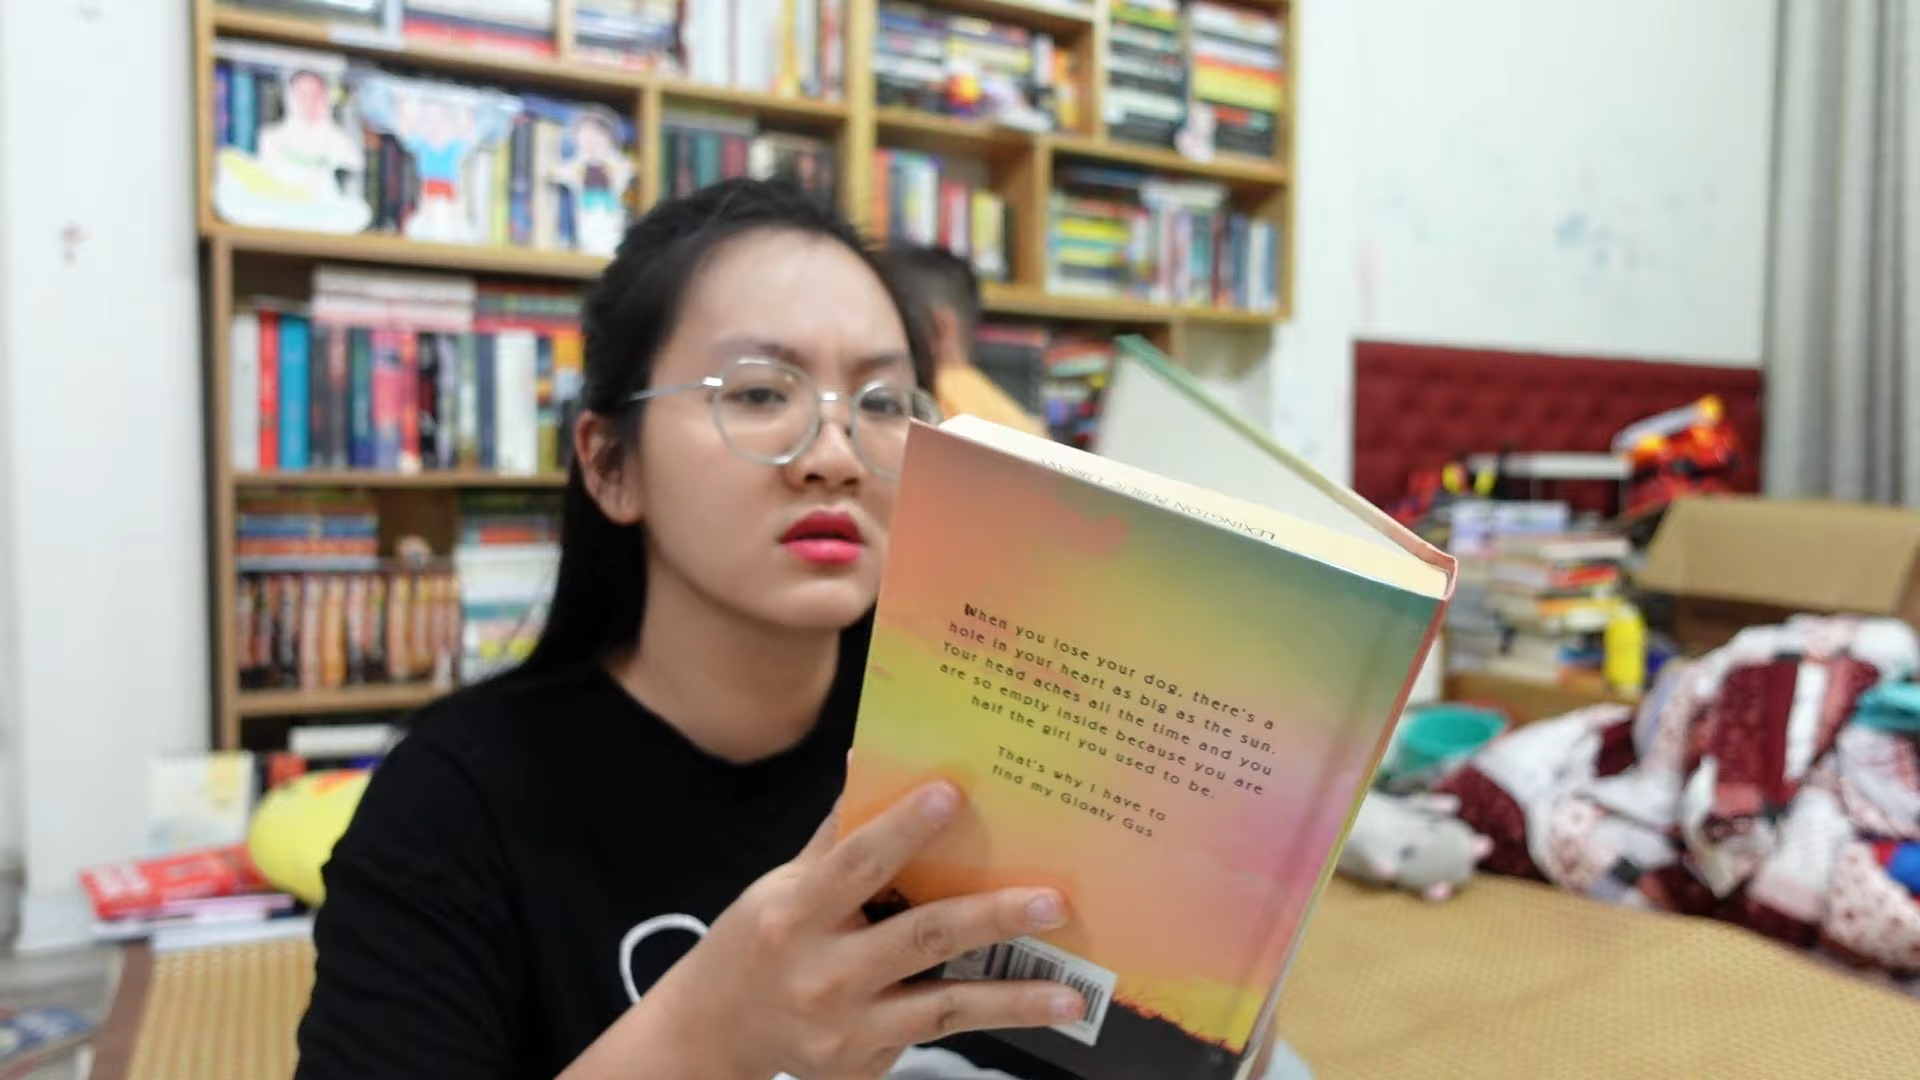 LEXINGTON PUBLIC LIBRARY
When you lose your dog, there's a
hole in your heart as big as the sun.
Your head aches all the time and you
are so empty inside because you are
half the girl you used to be.
That's why I have to
find my Gloaty Gus